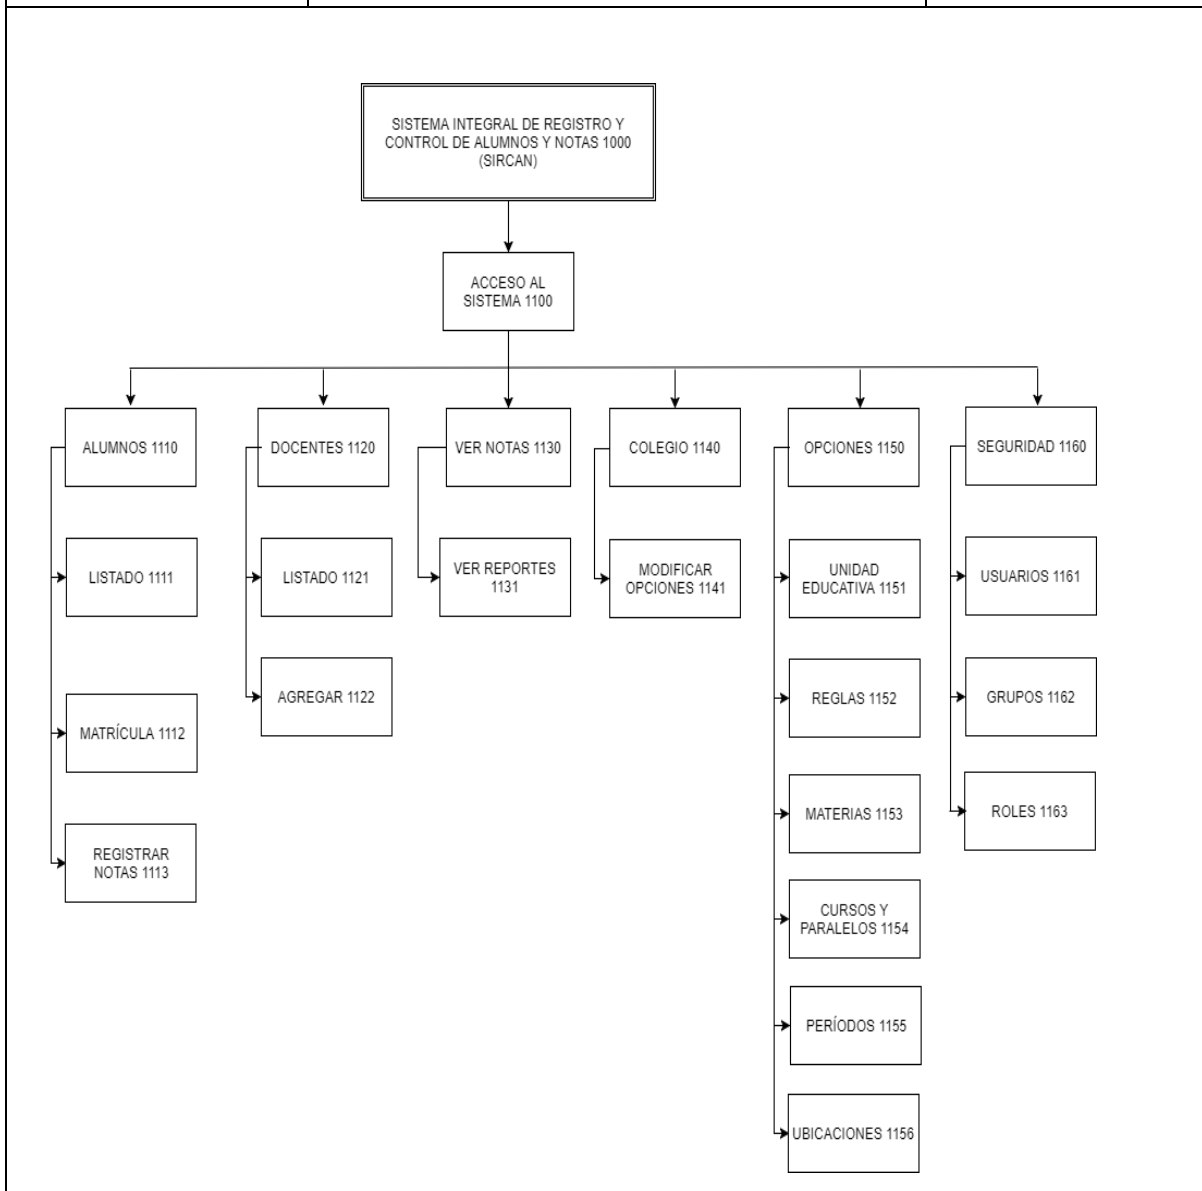 SISTEMA INTEGRAL DE REGISTRO Y
CONTROL DE ALUMNOS Y NOTAS 1000
(SIRCAN)
ACCESO AL
SISTEMA 1100
ALUMNOS 1110
DOCENTES 1120
VER NOTAS 1130
COLEGIO 1140
OPCIONES 1150
SEGURIDAD 1160
LISTADO 1111
LISTADO 1121
VER REPORTES
1131
MODIFICAR
OPCIONES 1141
UNIDAD
EDUCATIVA 1151
USUARIOS 1161
MATRÍCULA 1112
AGREGAR 1122
REGLAS 1152
GRUPOS 1162
REGISTRAR
NOTAS 1113
MATERIAS 1153
ROLES 1163
CURSOS Y
PARALELOS 1154
PERÍODOS 1155
UBICACIONES 1156